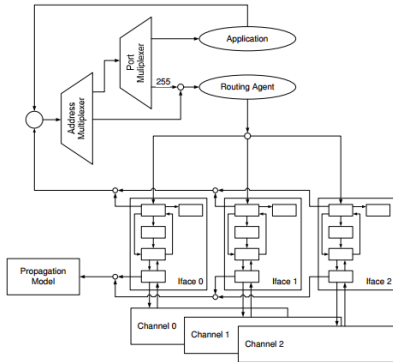 Application
Port
Muliplexer
255
Routing Agent
Address
Multiplexer
Iface 0
Iface 1
Iface 2
Propagation
Model
Channel 0
Channel 1
Channel 2